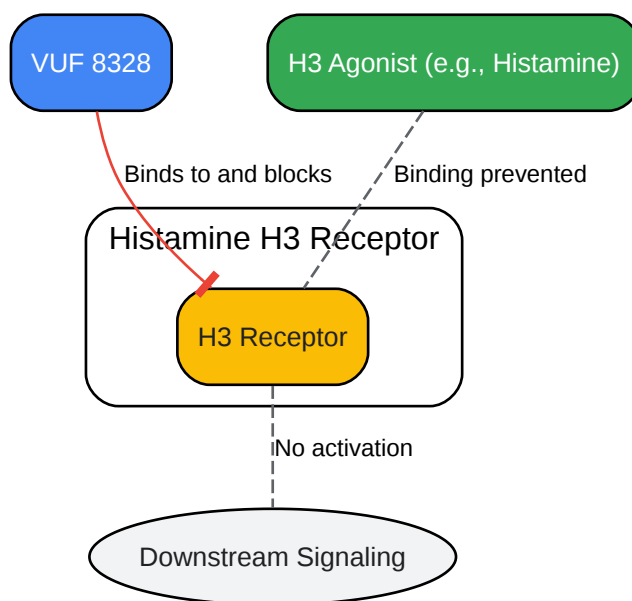 VUF 8328
H3 Agonist (e.g., Histamine)
Binds to and blocks
Binding prevented
Histamine H3 Receptor
H3 Receptor
No activation
Downstream Signaling